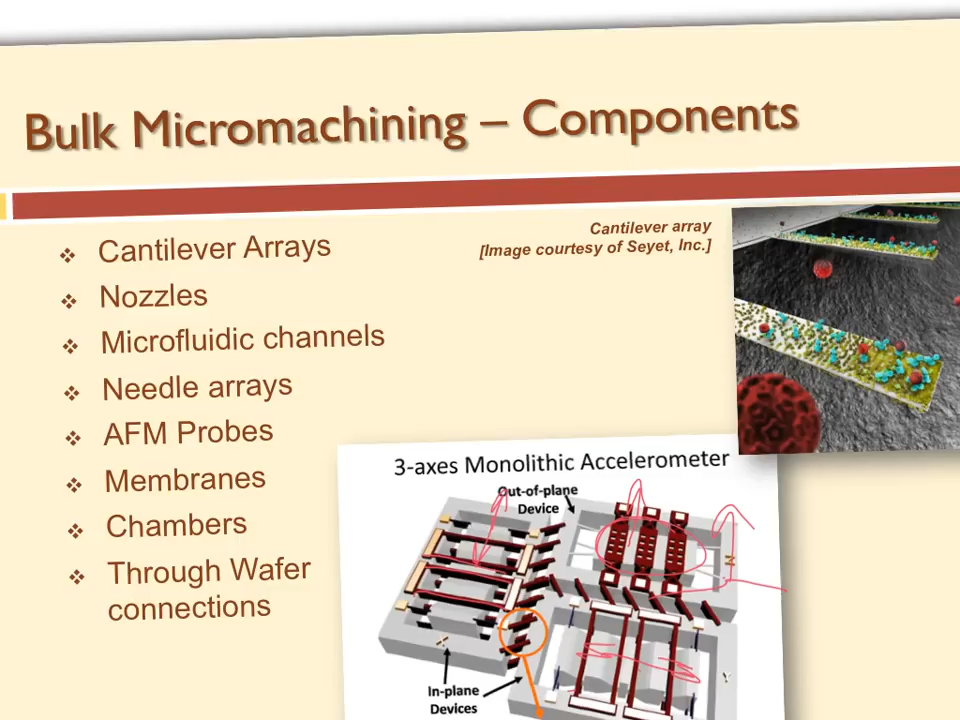 Bulk Micromachining – Components
Cantilever array
[Image courtesy of Seyet, Inc.]
❖ Cantilever Arrays
❖ Nozzles
❖ Microfluidic channels
❖ Needle arrays
❖ AFM Probes
❖ Membranes
❖ Chambers
❖ Through Wafer
connections
3-axes Monolithic Accelerometer
Out-of-plane
Device
In-plane
Devices